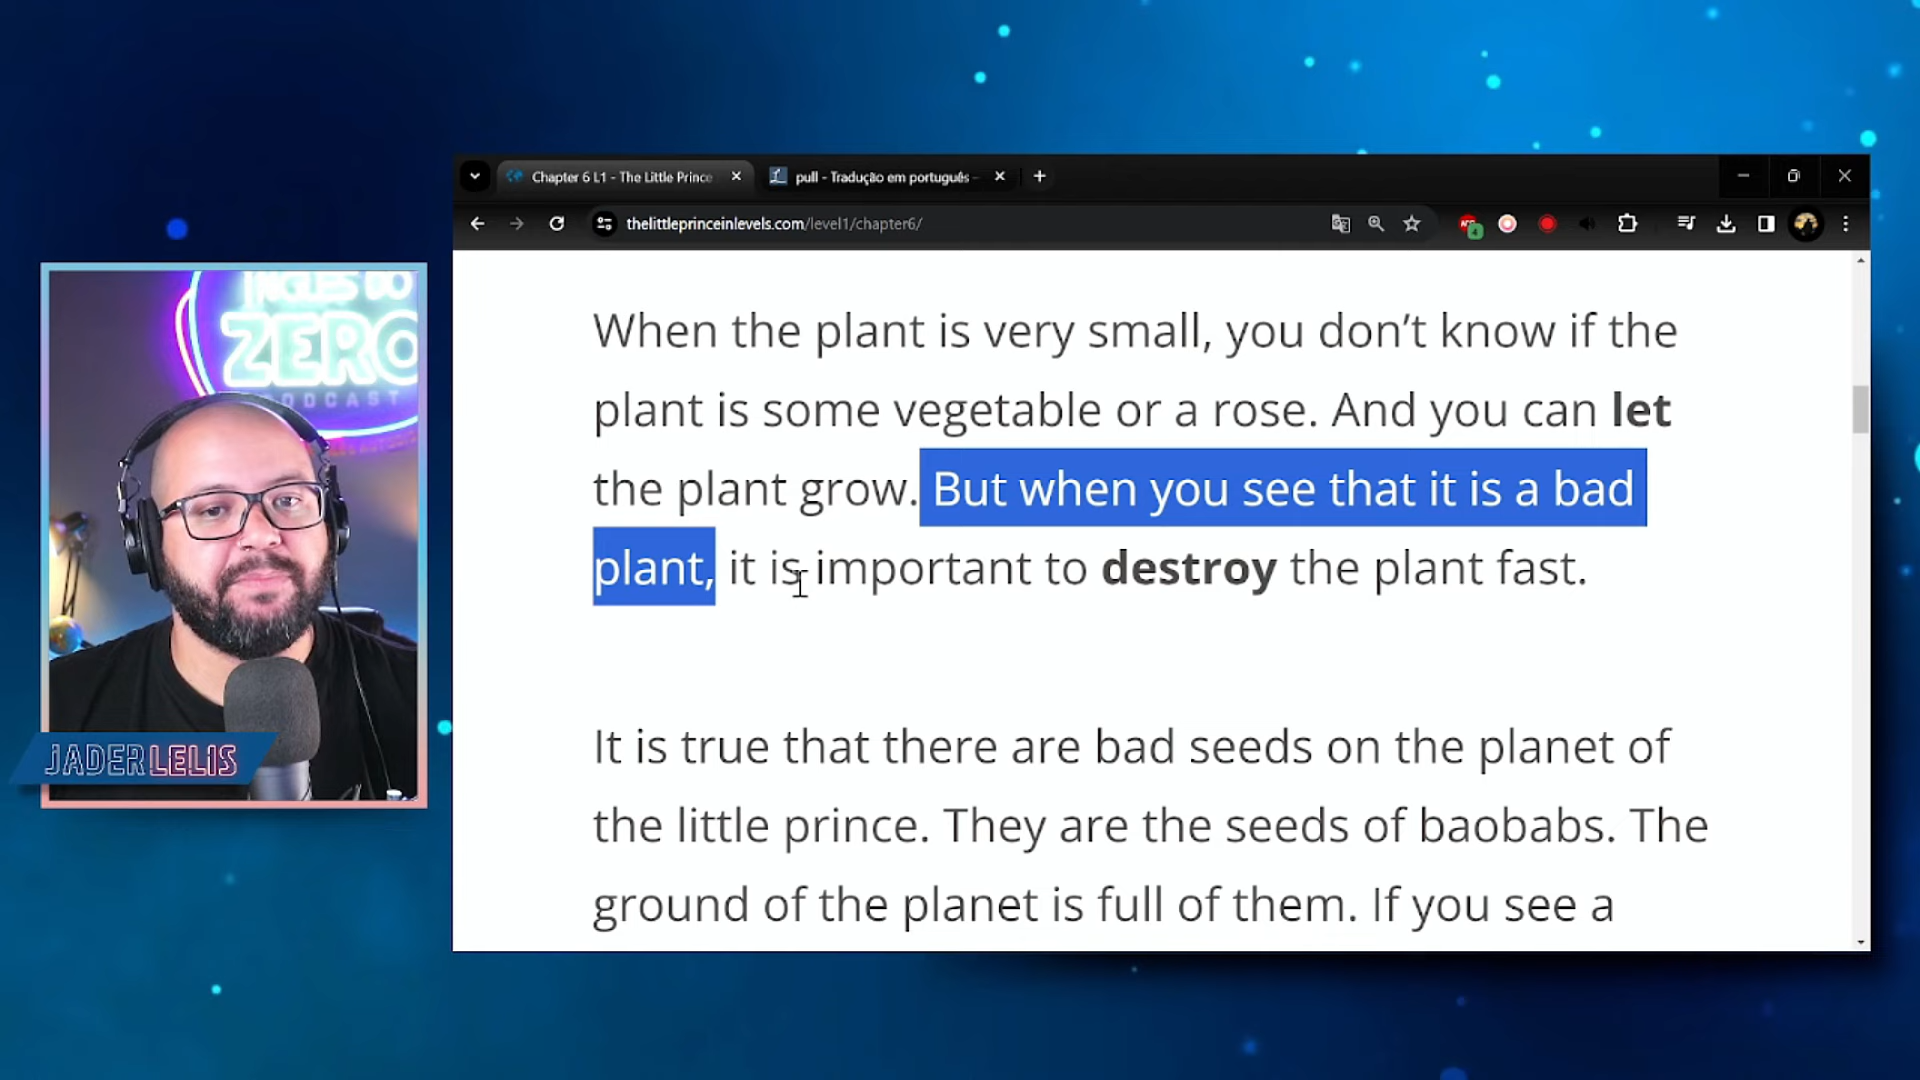 Chapter 6 L1 - The Little Prince
pull - Tradução em português -
thelittleprinceinlevels.com/level1/chapter6/
4
When the plant is very small, you don’t know if the
plant is some vegetable or a rose. And you can let
the plant grow. But when you see that it is a bad
plant, it is important to destroy the plant fast.
It is true that there are bad seeds on the planet of
the little prince. They are the seeds of baobabs. The
ground of the planet is full of them. If you see a
ZERO
PODCAST
JADERLELIS